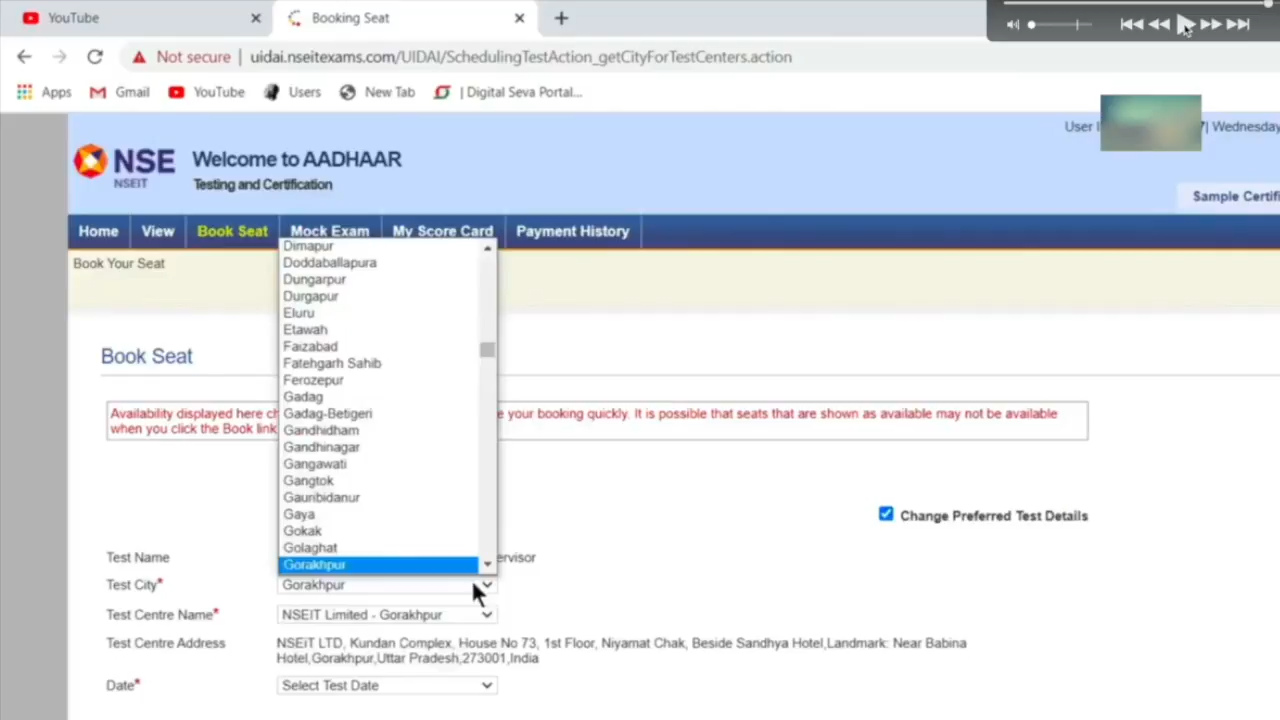 YouTube
Booking Seat
Not secure | uidai.nseitexams.com/UIDAI/SchedulingTestAction_getCityForTestCenters.action
Apps Gmail YouTube Users New Tab | Digital Seva Portal...
User | Wednesday
NSE
NSEIT
Welcome to AADHAAR
Testing and Certification
Sample Certifi
Home View Book Seat Mock Exam My Score Card Payment History
Book Your Seat
Dimapur
Doddaballapura
Dungarpur
Durgapur
Eluru
Etawah
Faizabad
Fatehgarh Sahib
Ferozepur
Gadag
Gadag-Betigeri
Gandhidham
Gandhinagar
Gangawati
Gangtok
Gauribidanur
Gaya
Gokak
Golaghat
Gorakhpur
Book Seat
Availability displayed here ch e your booking quickly. It is possible that seats that are shown as available may not be available
when you click the Book link
Change Preferred Test Details
Test Name ervisor
Test City* Gorakhpur
Test Centre Name* NSEIT Limited - Gorakhpur
Test Centre Address NSEiT LTD, Kundan Complex, House No 73, 1st Floor, Niyamat Chak, Beside Sandhya Hotel,Landmark: Near Babina
Hotel,Gorakhpur,Uttar Pradesh,273001,India
Date* Select Test Date